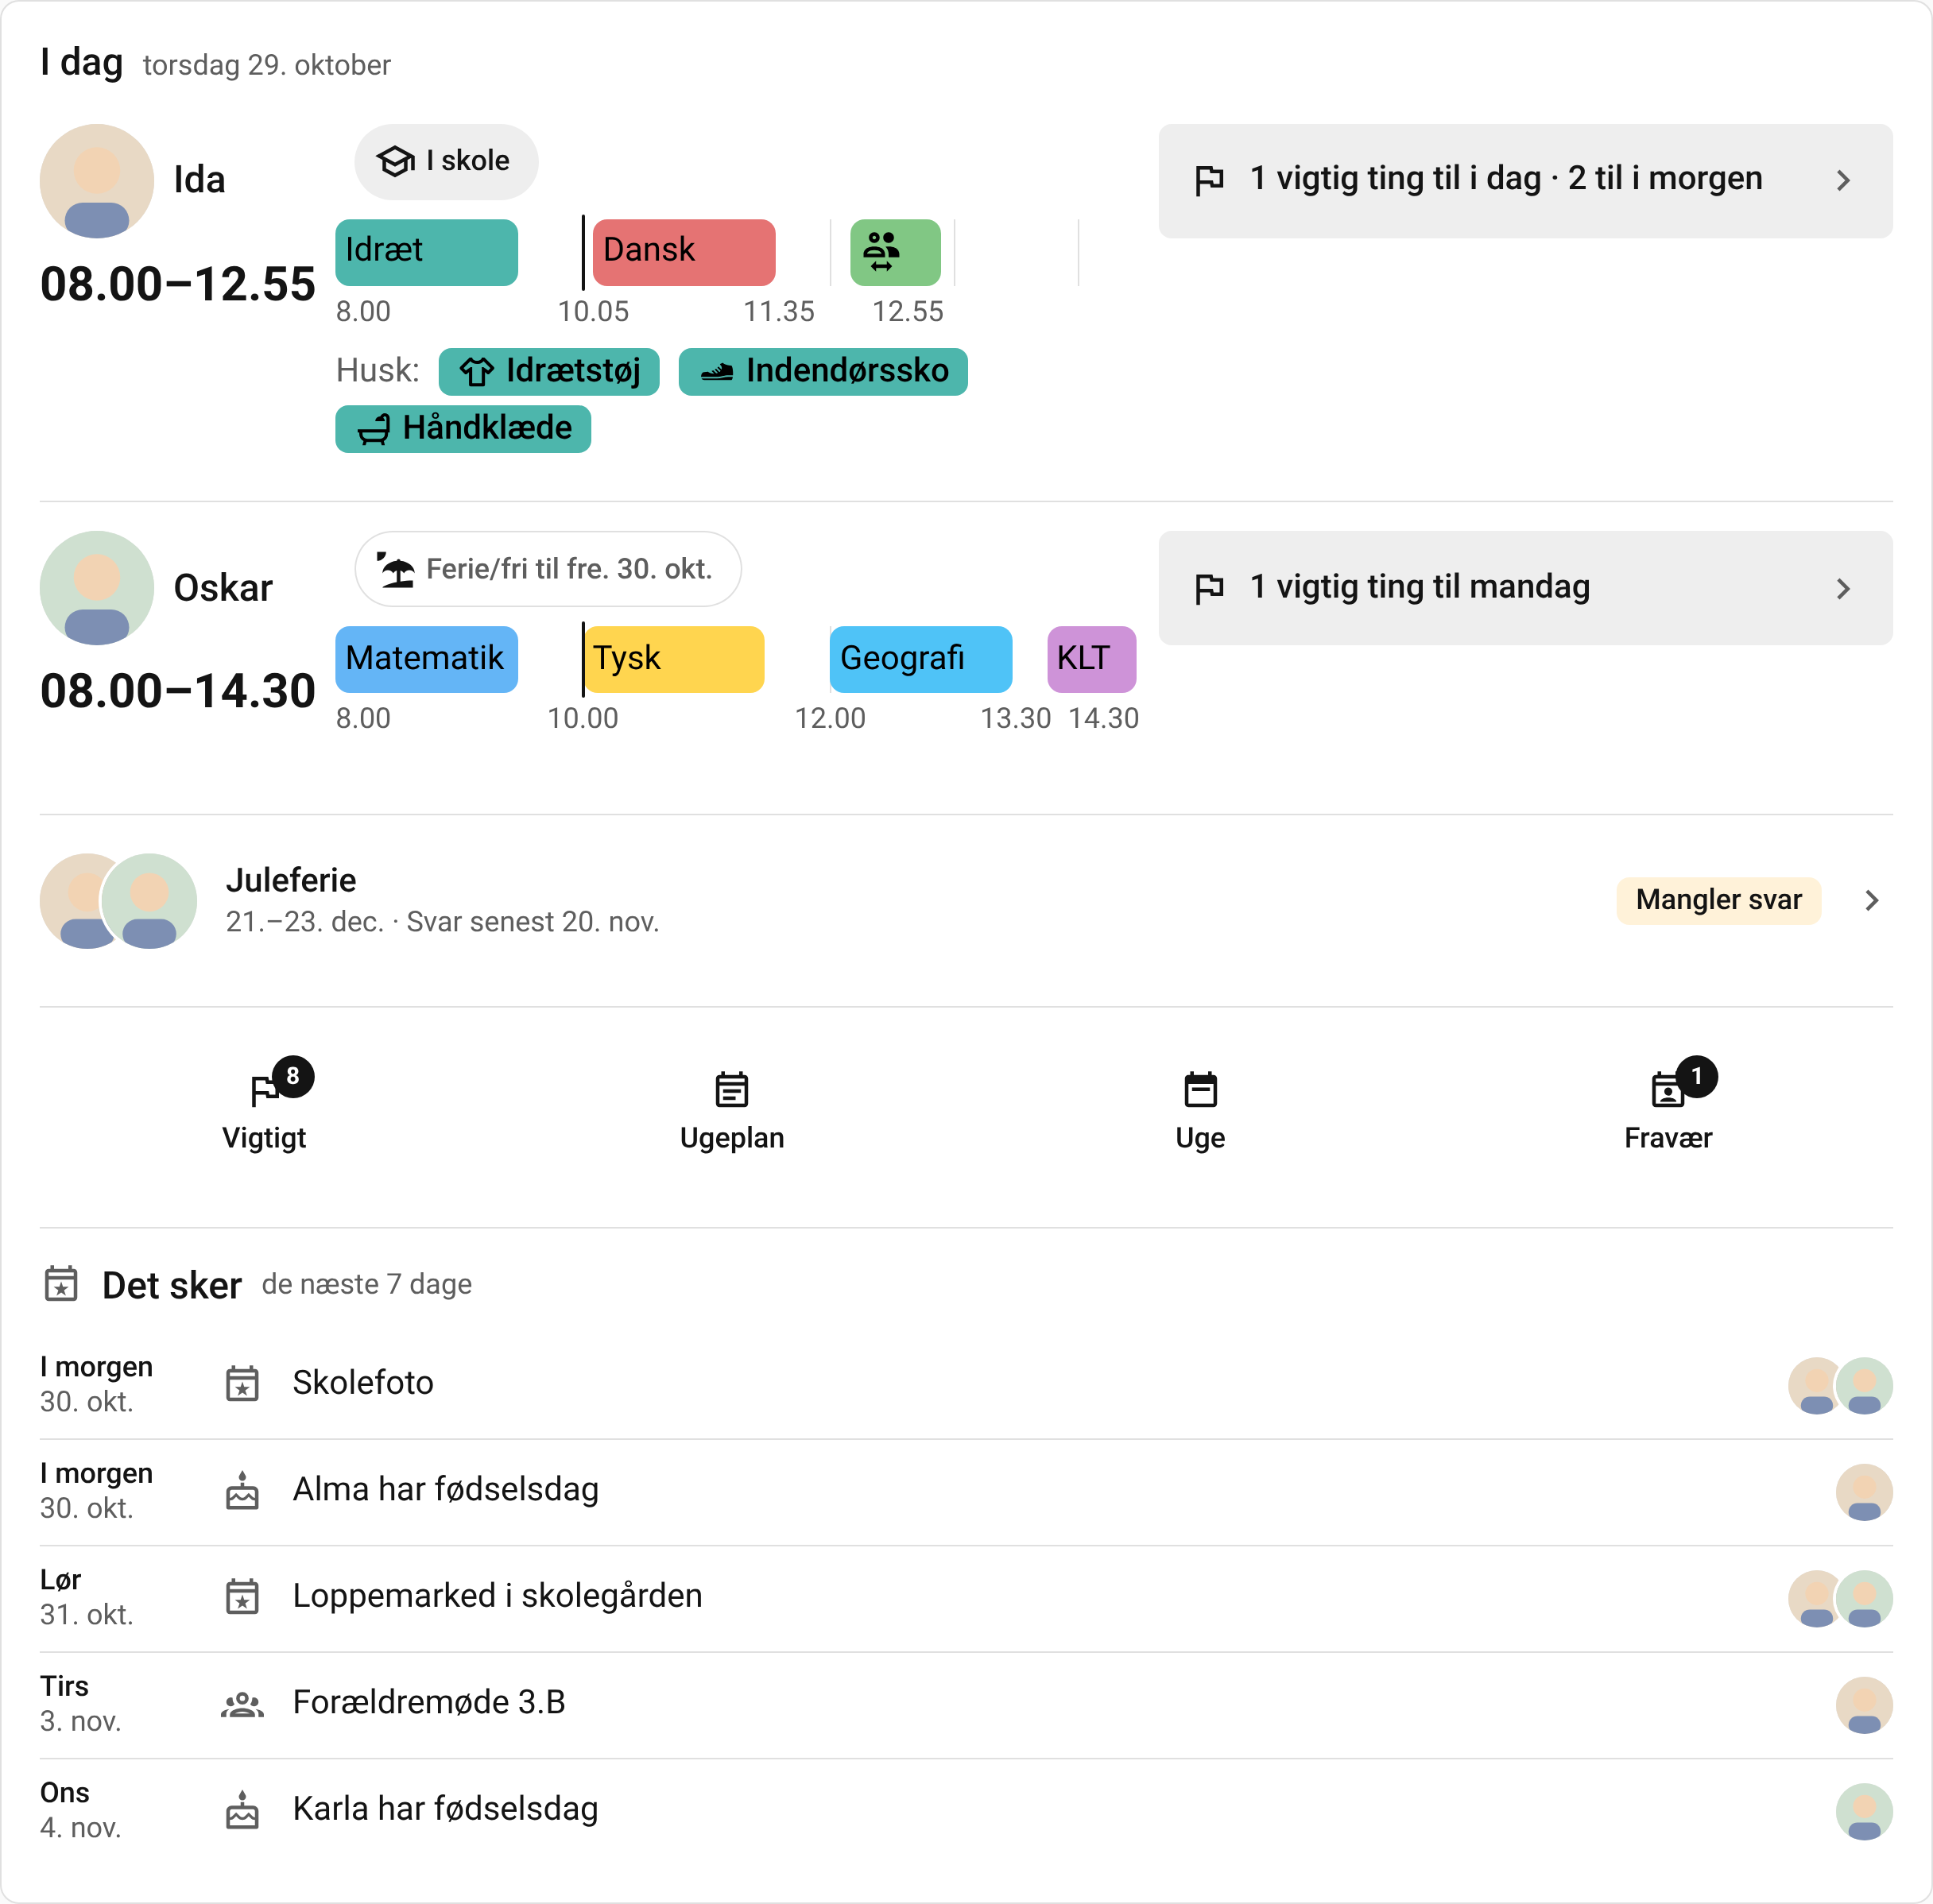 I dag torsdag 29. oktober
Ida
I skole
1 vigtig ting til i dag · 2 til i morgen
08.00–12.55
Idræt Dansk
8.00 10.05 11.35 12.55
Husk: Idrætstøj Indendørssko
Håndklæde
Oskar
Ferie/fri til fre. 30. okt.
1 vigtig ting til mandag
08.00–14.30
Matematik Tysk Geografi KLT
8.00 10.00 12.00 13.30 14.30
Juleferie
21.–23. dec. · Svar senest 20. nov.
Mangler svar
8 1
Vigtigt Ugeplan Uge Fravær
Det sker de næste 7 dage
I morgen
30. okt.
Skolefoto
I morgen
30. okt.
Alma har fødselsdag
Lør
31. okt.
Loppemarked i skolegården
Tirs
3. nov.
Forældremøde 3.B
Ons
4. nov.
Karla har fødselsdag